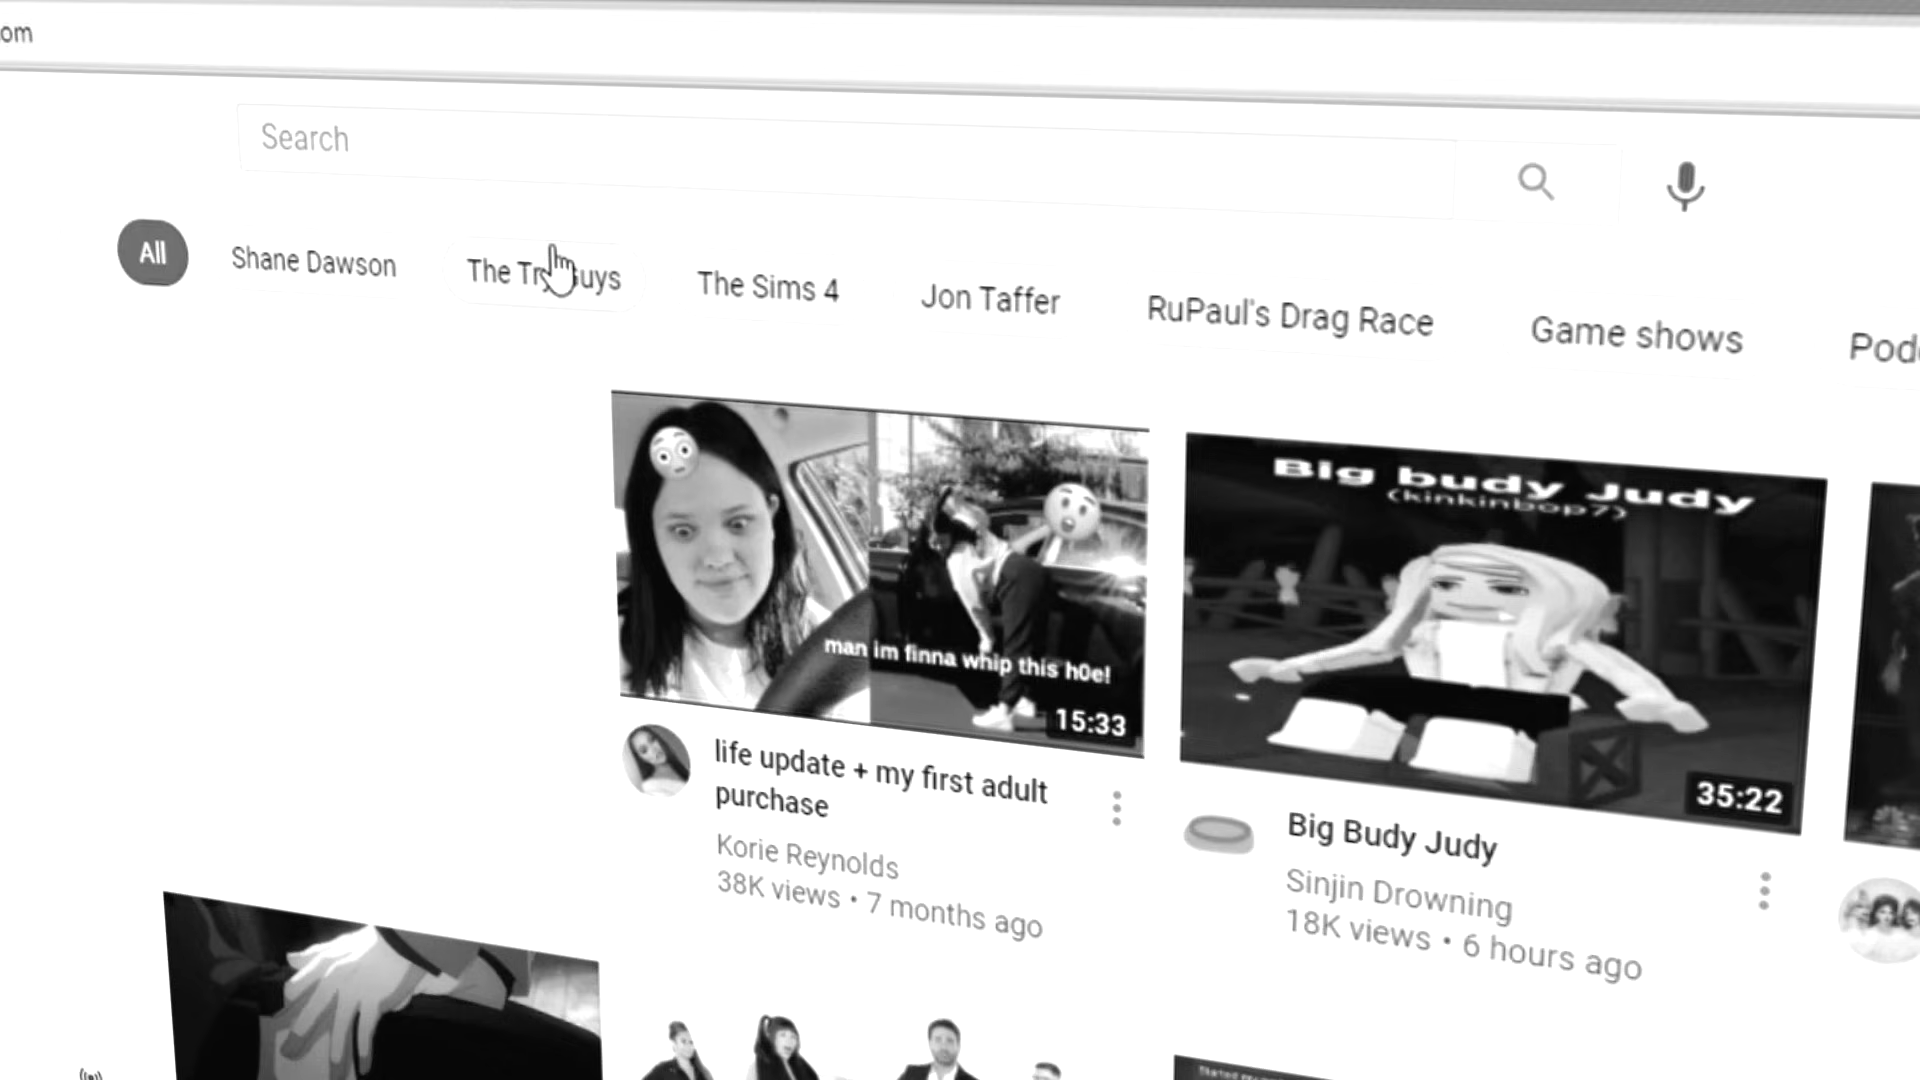 om
Search
All
Shane Dawson
The Try Guys
The Sims 4
Jon Taffer
RuPaul's Drag Race
Game shows
Pod
man im finna whip this h0e!
15:33
life update + my first adult
purchase
Korie Reynolds
38K views • 7 months ago
Big budy Judy
(kinkinbop7)
35:22
Big Budy Judy
Sinjin Drowning
18K views • 6 hours ago